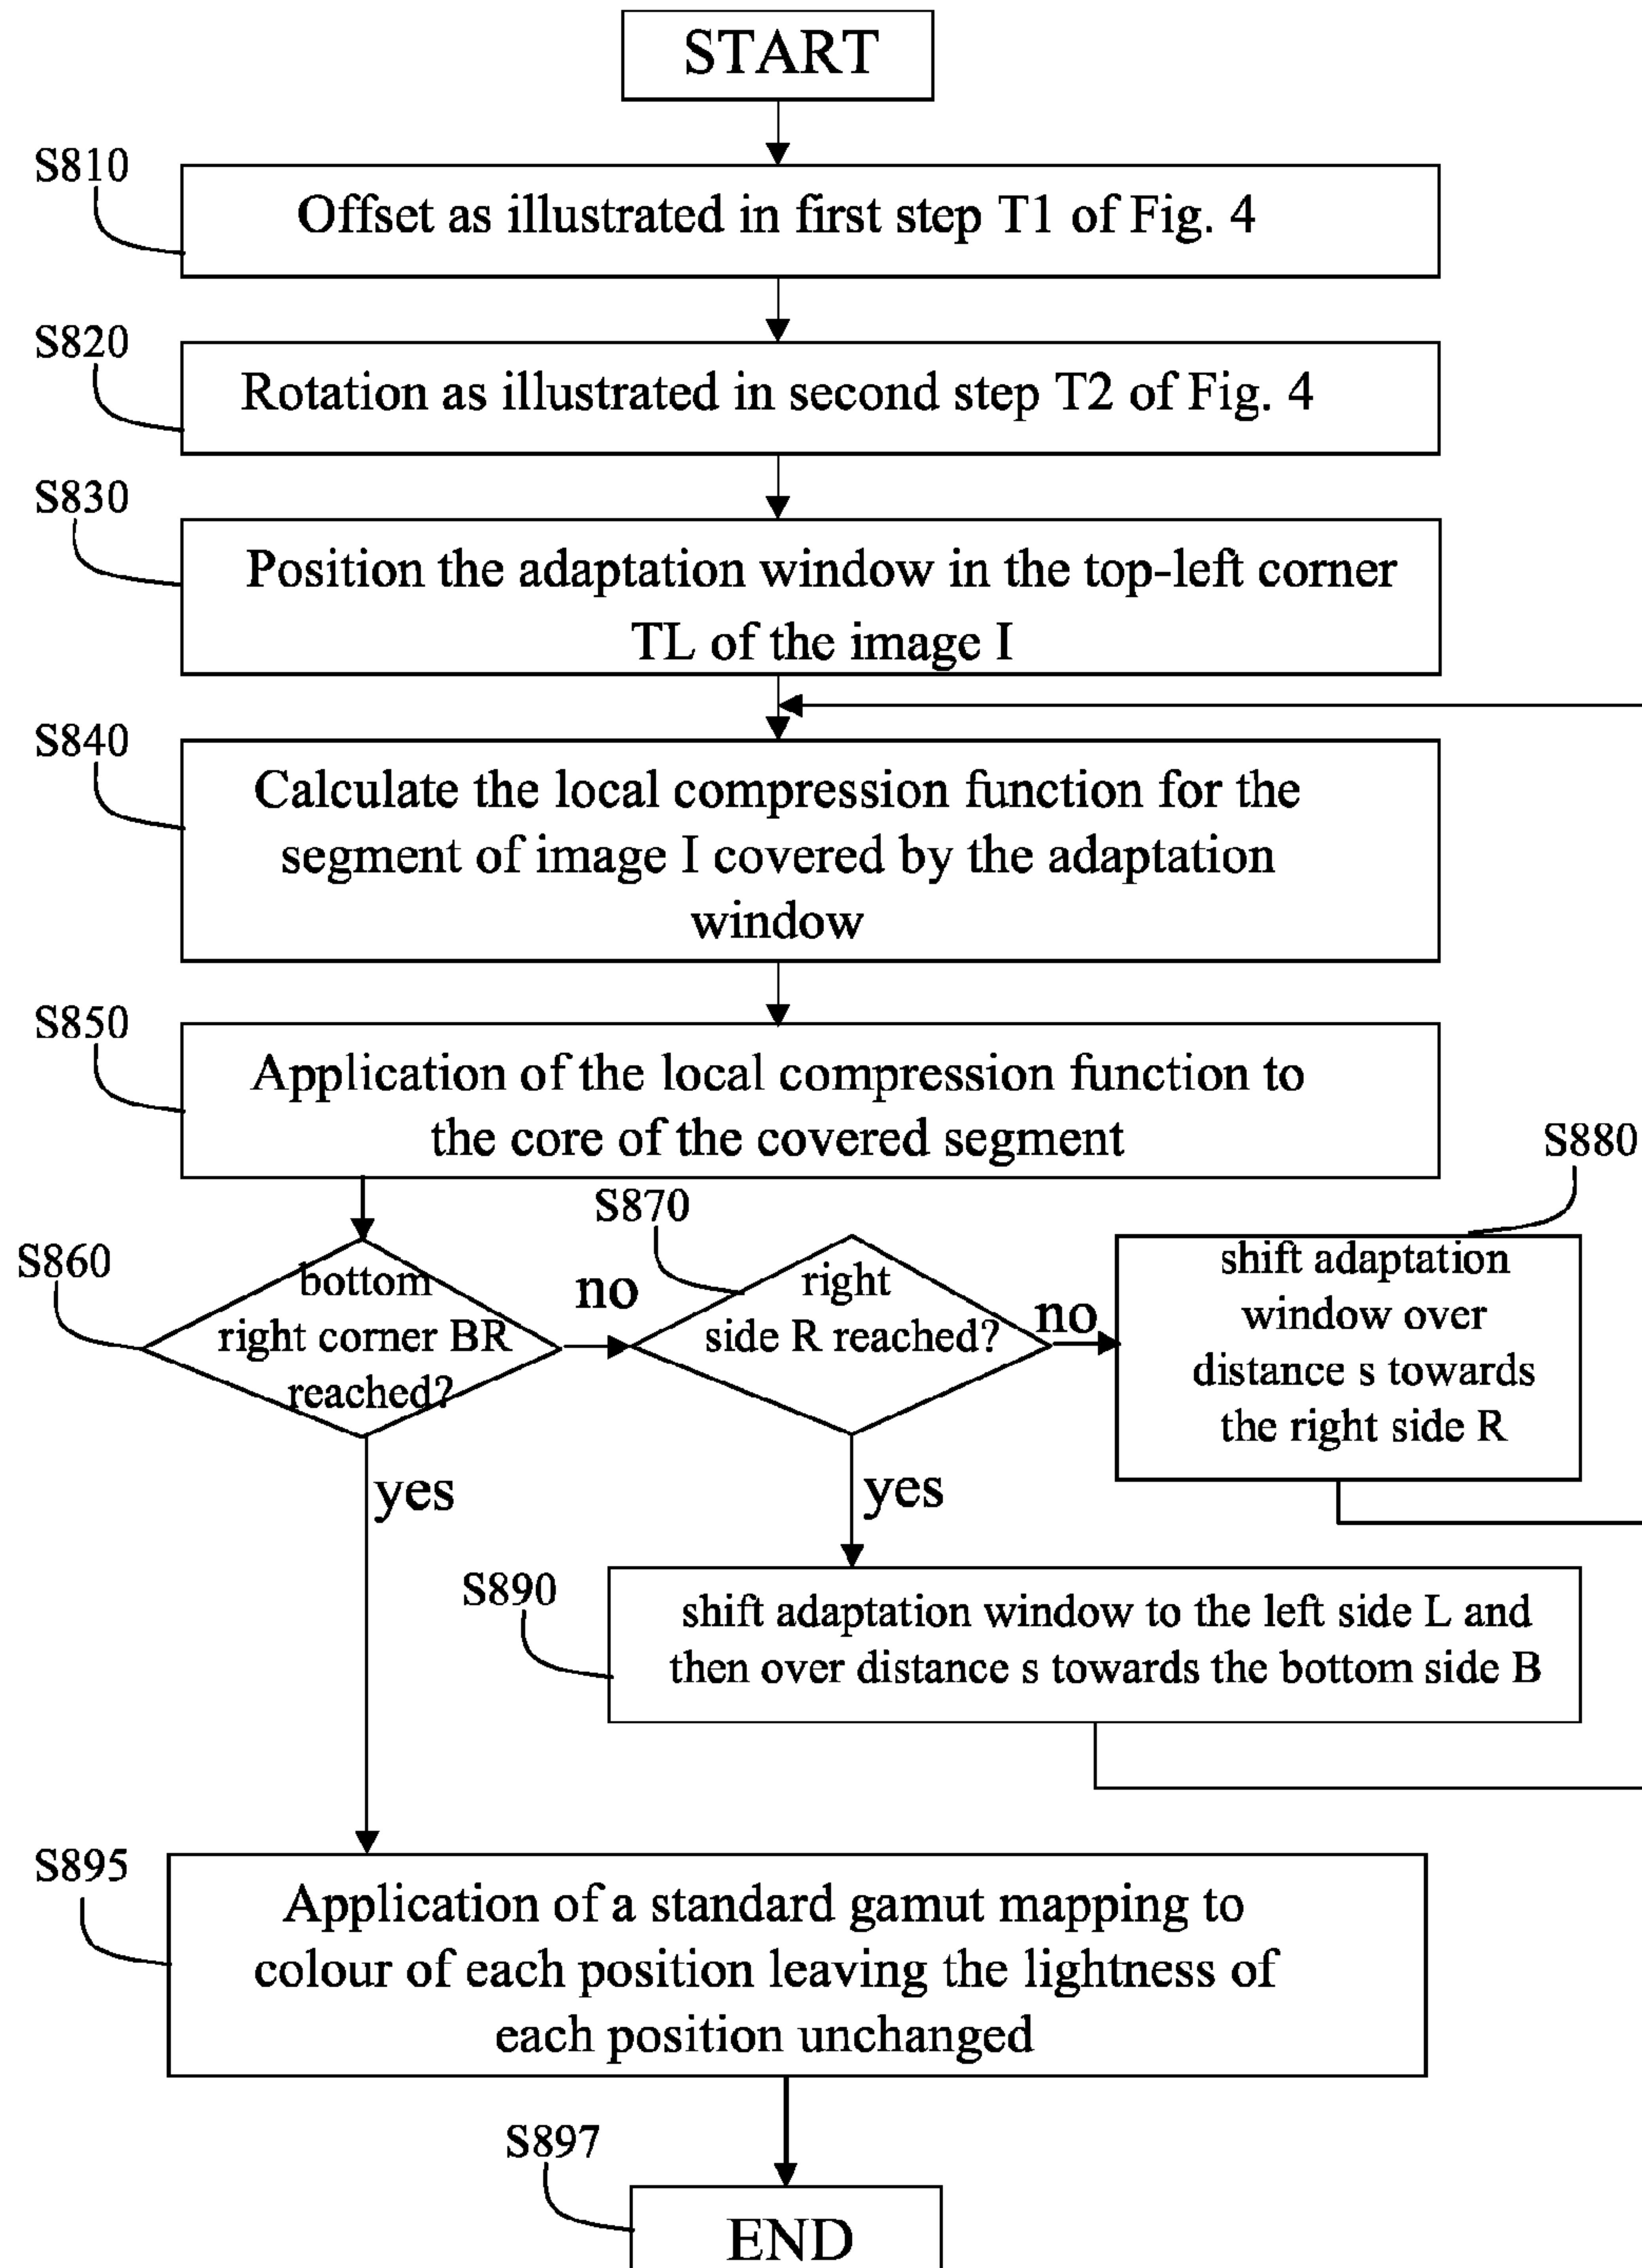 START
S810
Offset as illustrated in first step T1 of Fig. 4
S820
Rotation as illustrated in second step T2 of Fig. 4
S830
Position the adaptation window in the top-left corner
TL of the image I
S840
Calculate the local compression function for the
segment of image I covered by the adaptation
window
S850
Application of the local compression function to
the core of the covered segment
S860
bottom
right corner BR
reached?
no
yes
S870
right
side R reached?
no
yes
S880
shift adaptation
window over
distance s towards
the right side R
S890
shift adaptation window to the left side L and
then over distance s towards the bottom side B
S895
Application of a standard gamut mapping to
colour of each position leaving the lightness of
each position unchanged
S897
END